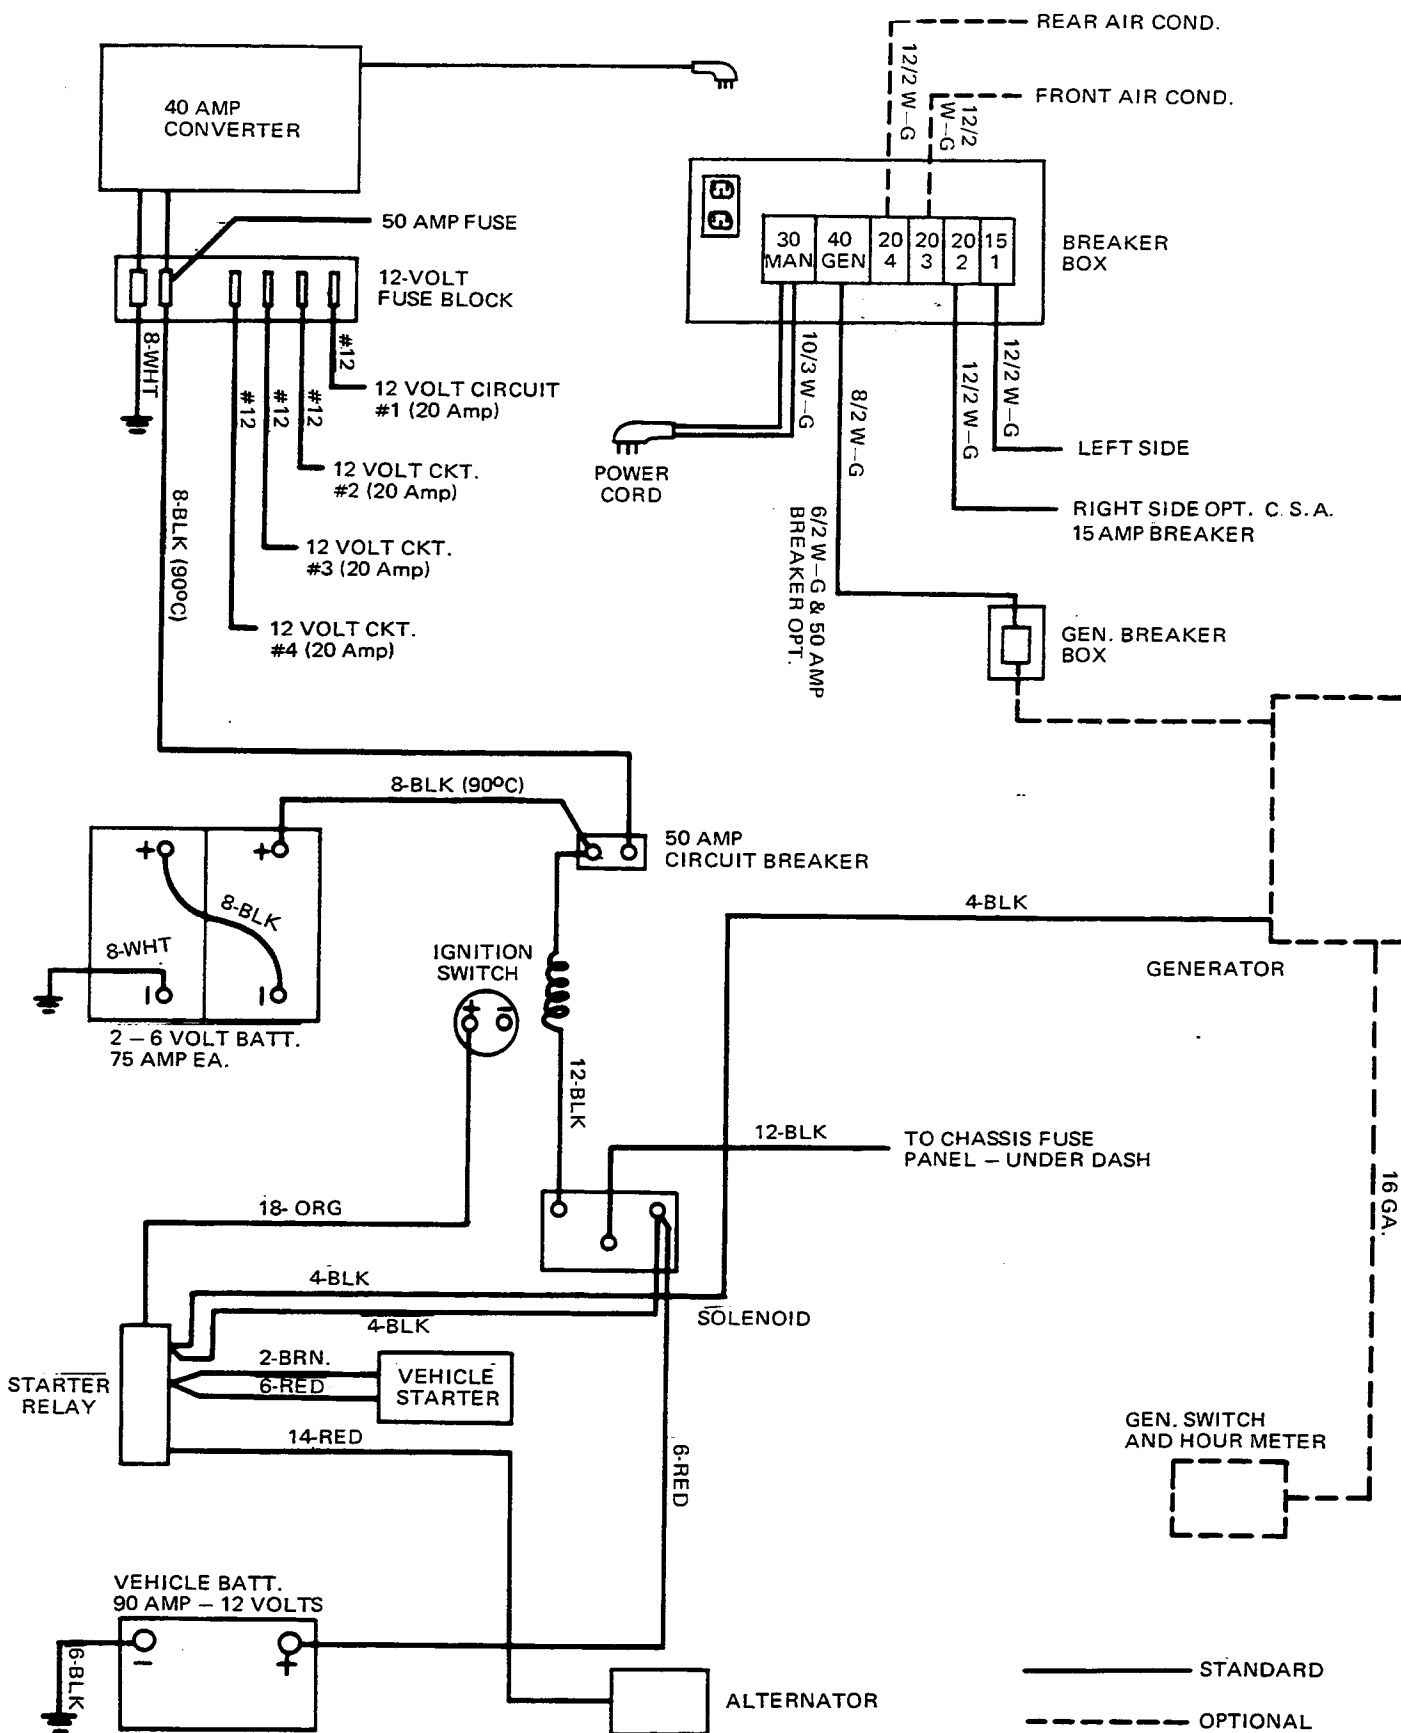 REAR AIR COND.
12/2 W-G
FRONT AIR COND.
12/2
W-G
40 AMP
CONVERTER
50 AMP FUSE
12-VOLT
FUSE BLOCK
30
MAN
40
GEN
20
4
20
3
20
2
15
1
BREAKER
BOX
8-WHT
#12
#12
#12
#12
12 VOLT CIRCUIT
#1 (20 Amp)
12 VOLT CKT.
#2 (20 Amp)
12 VOLT CKT.
#3 (20 Amp)
12 VOLT CKT.
#4 (20 Amp)
8-BLK (90ºC)
10/3 W-G
8/2 W-G
12/2 W-G
12/2 W-G
LEFT SIDE
POWER
CORD
RIGHT SIDE OPT. C.S.A.
15 AMP BREAKER
6/2 W-G & 50 AMP
BREAKER OPT.
GEN. BREAKER
BOX
8-BLK (90ºC)
50 AMP
CIRCUIT BREAKER
+
+
8-BLK
8-WHT
–
–
2 – 6 VOLT BATT.
75 AMP EA.
IGNITION
SWITCH
+ –
4-BLK
GENERATOR
12-BLK
12-BLK
TO CHASSIS FUSE
PANEL – UNDER DASH
16 GA.
18- ORG
4-BLK
4-BLK
SOLENOID
2-BRN.
6-RED
VEHICLE
STARTER
STARTER
RELAY
14-RED
6-RED
GEN. SWITCH
AND HOUR METER
VEHICLE BATT.
90 AMP – 12 VOLTS
–
+
6-BLK
ALTERNATOR
STANDARD
OPTIONAL